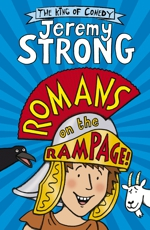 THE KING OF COMEDY
Jeremy
STRONG
ROMANS
on the
RAMPAGE!